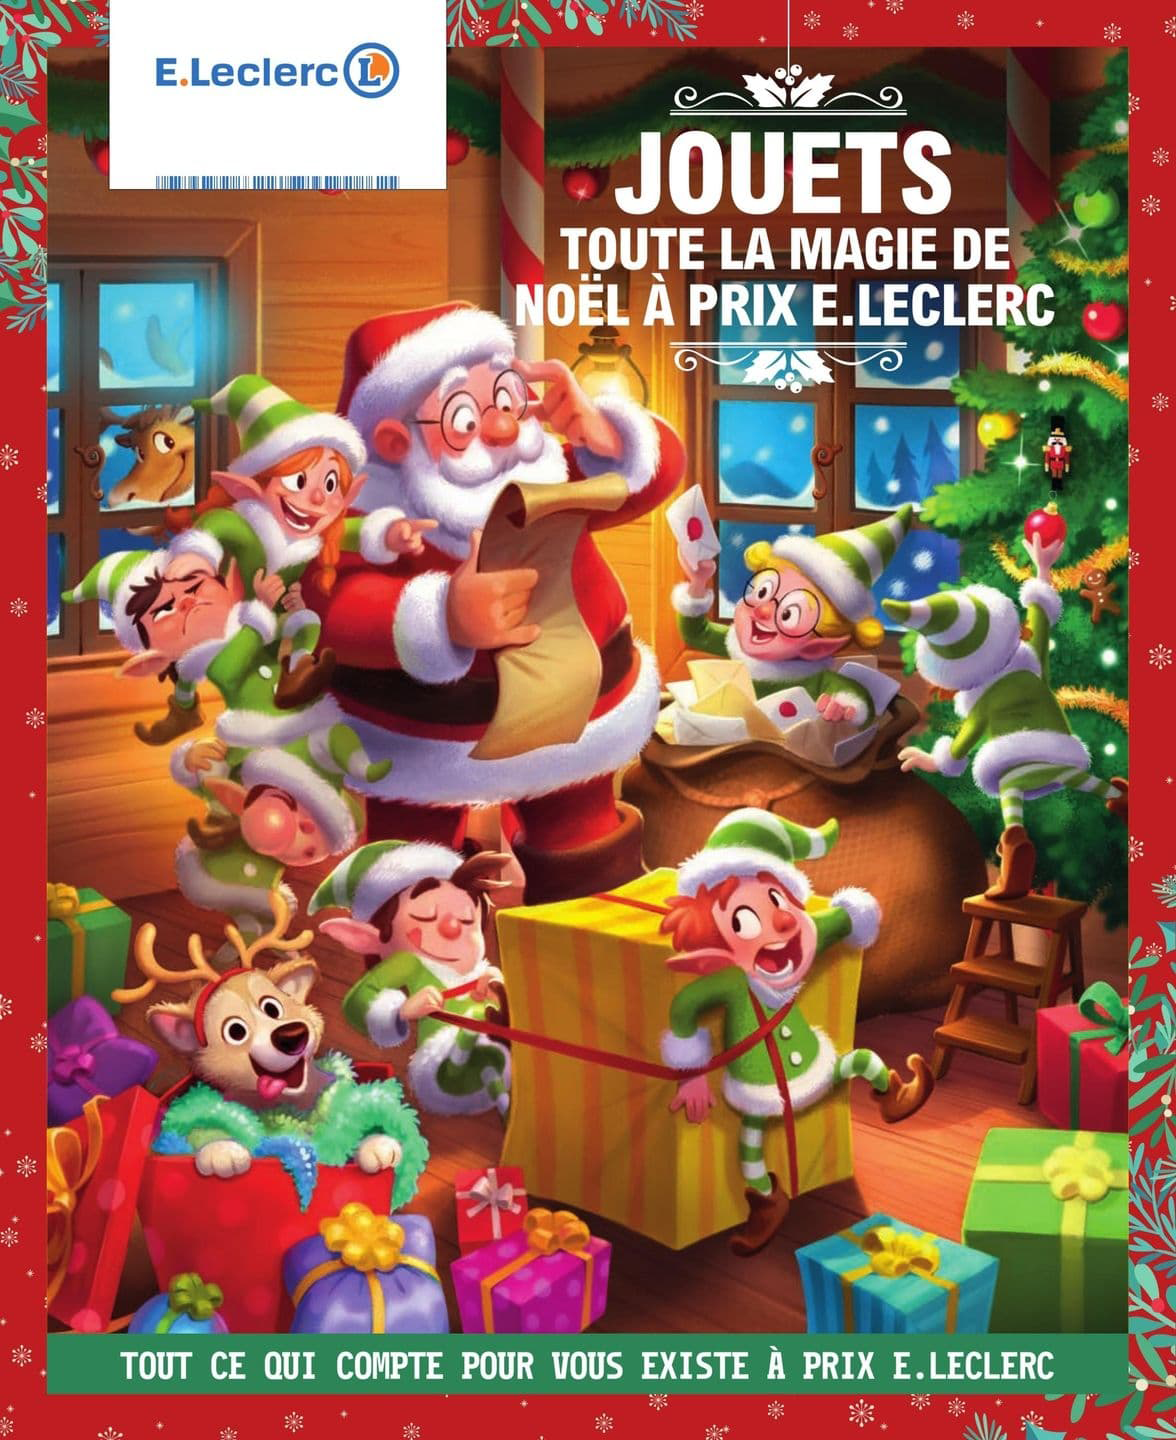 E.Leclerc L
JOUETS
TOUTE LA MAGIE DE
NOËL À PRIX E.LECLERC
TOUT CE QUI COMPTE POUR VOUS EXISTE À PRIX E.LECLERC